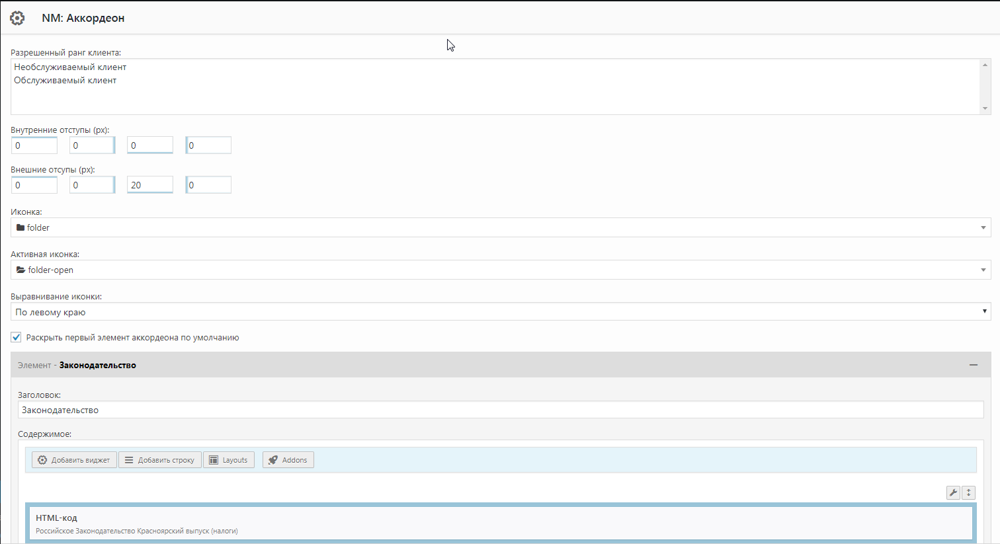 NM: Аккордеон
Разрешенный ранг клиента:
Необслуживаемый клиент
Обслуживаемый клиент
Внутренние отступы (px):
0 0 0 0
Внешние отсупы (px):
0 0 20 0
Иконка:
folder
Активная иконка:
folder-open
Выравнивание иконки:
По левому краю
Раскрыть первый элемент аккордеона по умолчанию
Элемент - Законодательство
Заголовок:
Законодательство
Содержимое:
Добавить виджет Добавить строку Layouts Addons
HTML-код
Российское Законодательство Красноярский выпуск (налоги)